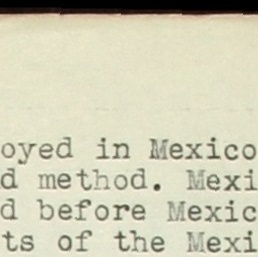 oyed in Mexico
d method. Mexi
d before Mexic
ts of the Mexi